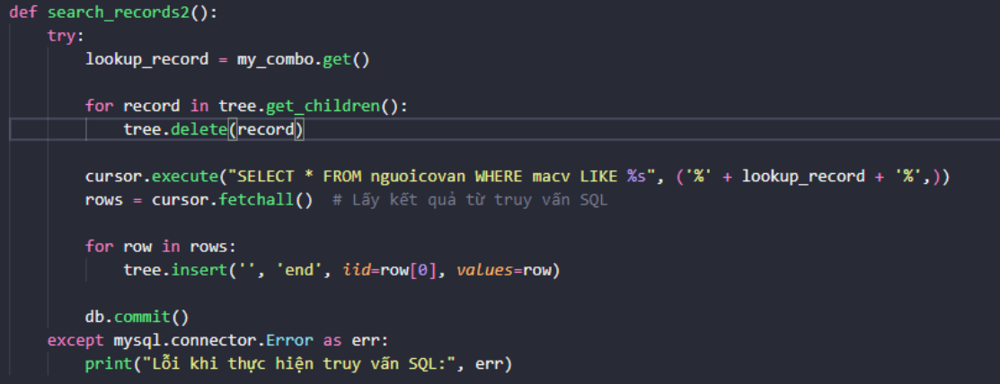 def search_records2():
    try:
        lookup_record = my_combo.get()
        for record in tree.get_children():
            tree.delete(record)
        cursor.execute("SELECT * FROM nguoicovan WHERE macv LIKE %s", ('%' + lookup_record + '%',))
        rows = cursor.fetchall()  # Lấy kết quả từ truy vấn SQL
        for row in rows:
            tree.insert('', 'end', iid=row[0], values=row)
        db.commit()
    except mysql.connector.Error as err:
        print("Lỗi khi thực hiện truy vấn SQL:", err)